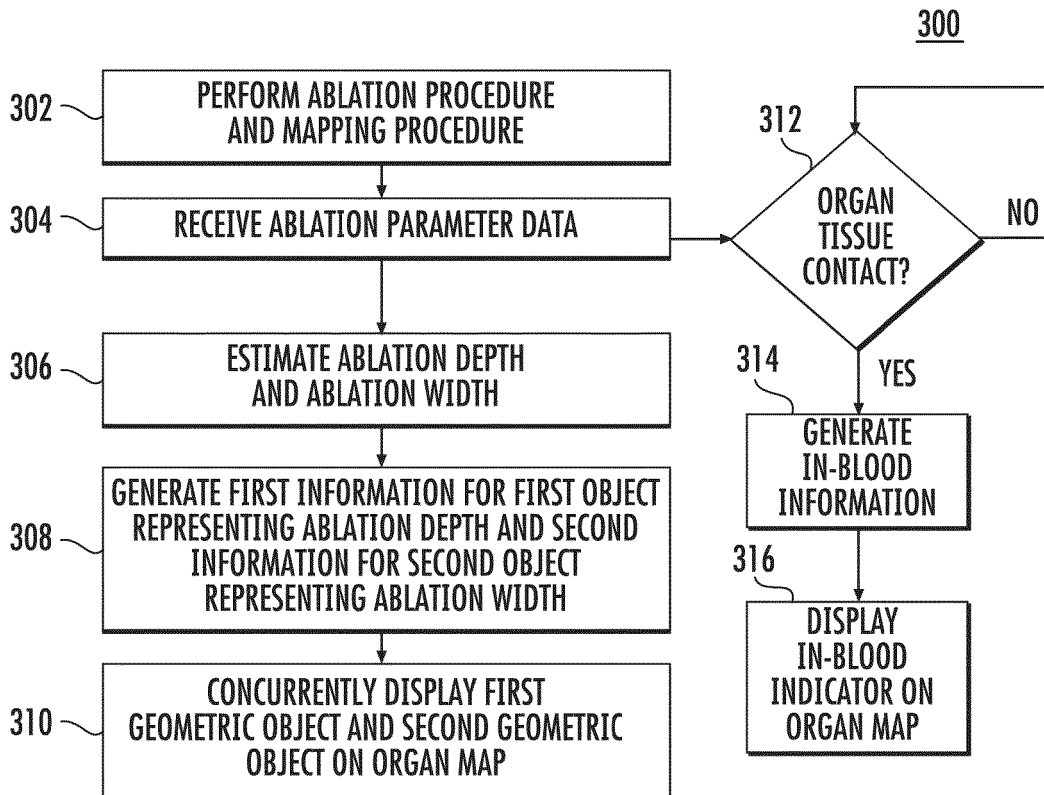 300
302
PERFORM ABLATION PROCEDURE
AND MAPPING PROCEDURE
304
RECEIVE ABLATION PARAMETER DATA
306
ESTIMATE ABLATION DEPTH
AND ABLATION WIDTH
308
GENERATE FIRST INFORMATION FOR FIRST OBJECT
REPRESENTING ABLATION DEPTH AND SECOND
INFORMATION FOR SECOND OBJECT
REPRESENTING ABLATION WIDTH
310
CONCURRENTLY DISPLAY FIRST
GEOMETRIC OBJECT AND SECOND GEOMETRIC
OBJECT ON ORGAN MAP
312
ORGAN
TISSUE
CONTACT?
NO
YES
314
GENERATE
IN-BLOOD
INFORMATION
316
DISPLAY
IN-BLOOD
INDICATOR ON
ORGAN MAP